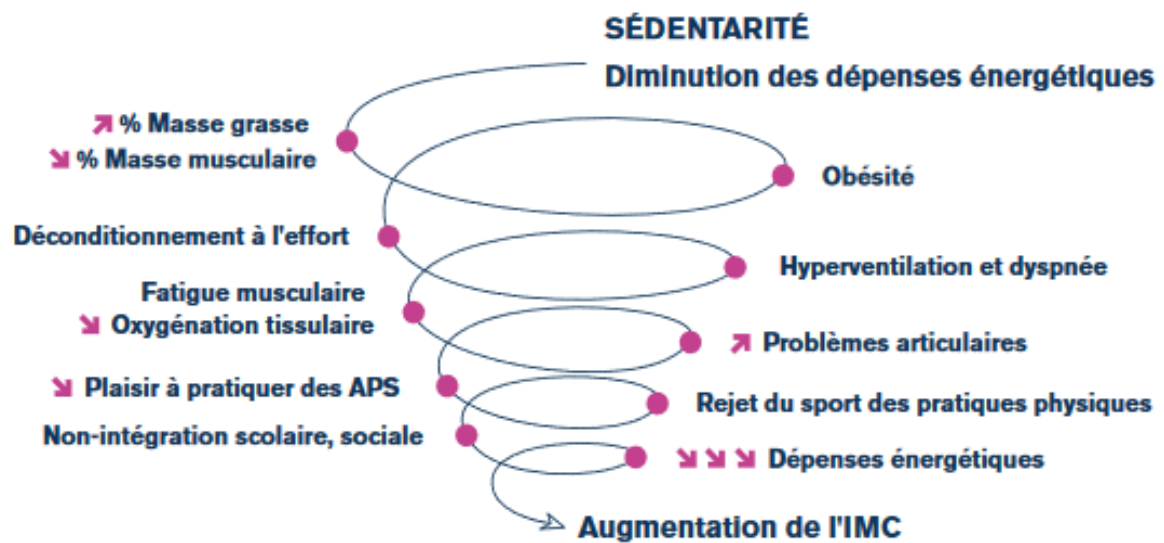 SÉDENTARITÉ
Diminution des dépenses énergétiques
↗ % Masse grasse
↘ % Masse musculaire
Obésité
Déconditionnement à l'effort
Hyperventilation et dyspnée
Fatigue musculaire
↘ Oxygénation tissulaire
↗ Problèmes articulaires
↘ Plaisir à pratiquer des APS
Rejet du sport des pratiques physiques
Non-intégration scolaire, sociale
↘ ↘ ↘ Dépenses énergétiques
Augmentation de l'IMC